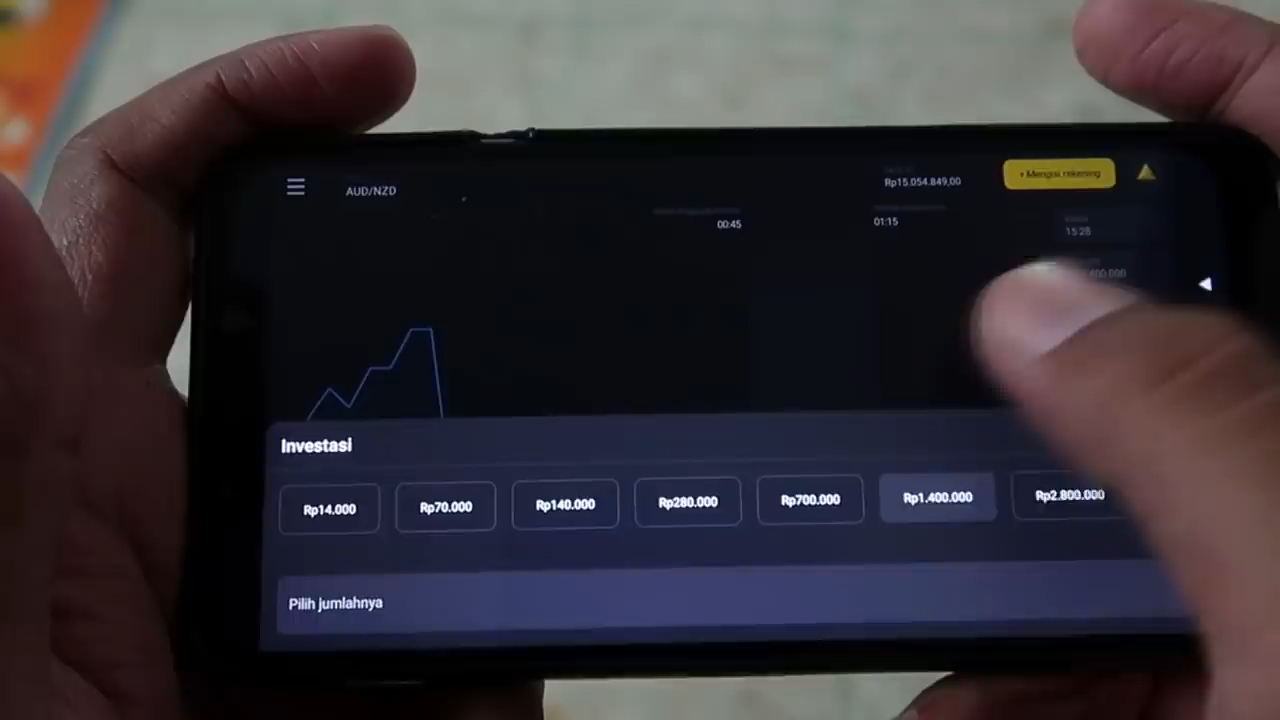 AUD/NZD
Rp15.054.849,00
+ Mengisi rekening
00:45
01:15
15:28
Investasi
Rp14.000
Rp70.000
Rp140.000
Rp280.000
Rp700.000
Rp1.400.000
Rp2.800.000
Pilih jumlahnya